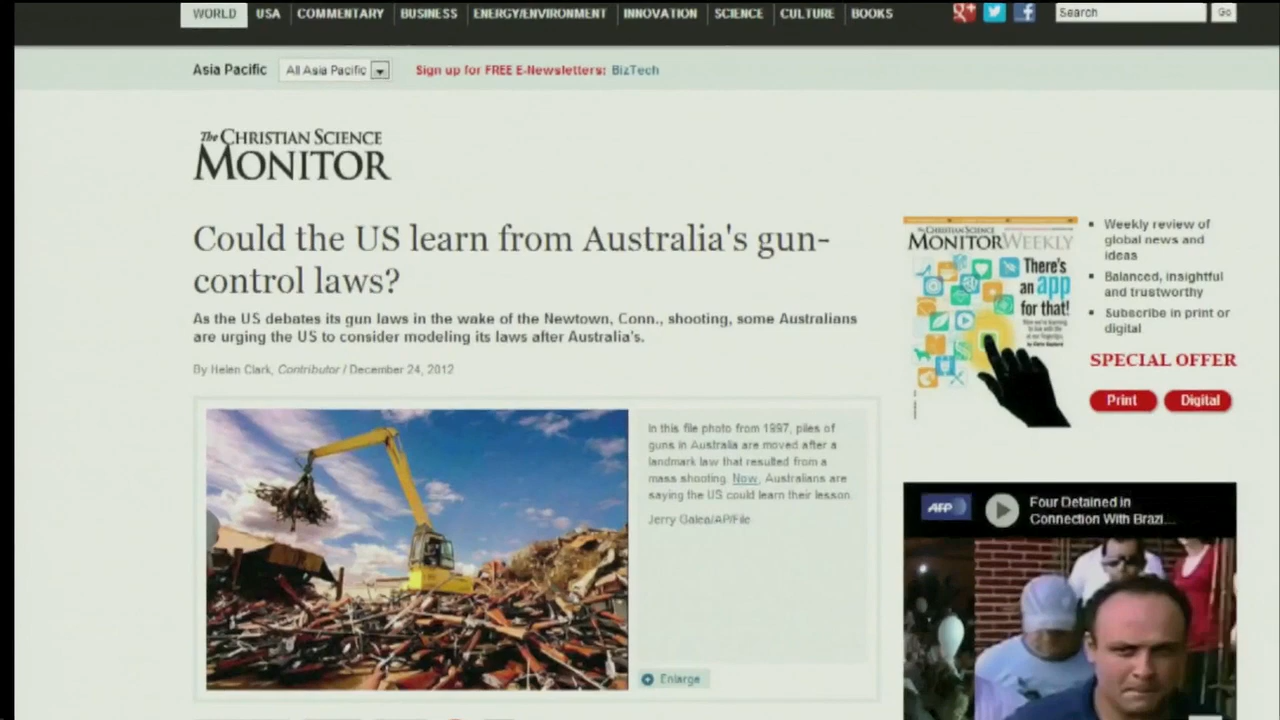 WORLD USA COMMENTARY BUSINESS ENERGY/ENVIRONMENT INNOVATION SCIENCE CULTURE BOOKS Search Go
Asia Pacific All Asia Pacific Sign up for FREE E-Newsletters: BizTech
The CHRISTIAN SCIENCE
MONITOR
Could the US learn from Australia's gun-
control laws?
As the US debates its gun laws in the wake of the Newtown, Conn., shooting, some Australians
are urging the US to consider modeling its laws after Australia's.
By Helen Clark, Contributor / December 24, 2012
In this file photo from 1997, piles of
guns in Australia are moved after a
landmark law that resulted from a
mass shooting. Now, Australians are
saying the US could learn their lesson.
Jerry Galea/AP/File
Enlarge
The CHRISTIAN SCIENCE
MONITOR WEEKLY
There's
an app
for that!
Weekly review of
global news and
ideas
Balanced, insightful
and trustworthy
Subscribe in print or
digital
SPECIAL OFFER
Print Digital
AFP
Four Detained in
Connection With Brazi...